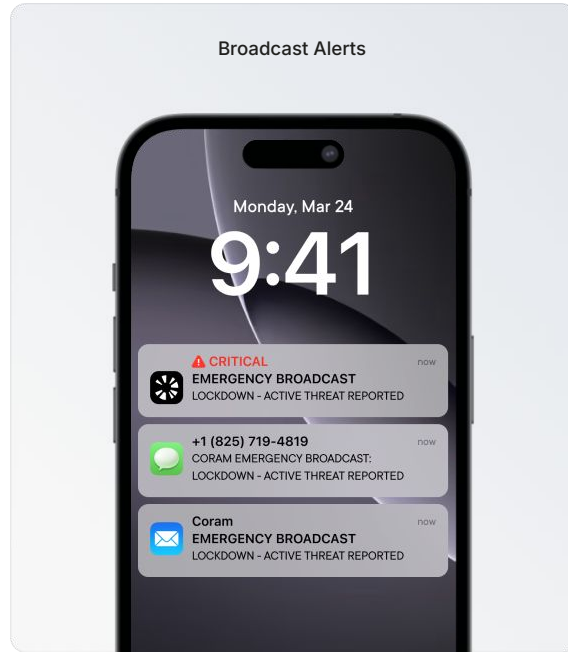 Broadcast Alerts
Monday, Mar 24
9:41
CRITICAL now
EMERGENCY BROADCAST
LOCKDOWN - ACTIVE THREAT REPORTED
+1 (825) 719-4819 now
CORAM EMERGENCY BROADCAST:
LOCKDOWN - ACTIVE THREAT REPORTED
Coram now
EMERGENCY BROADCAST
LOCKDOWN - ACTIVE THREAT REPORTED